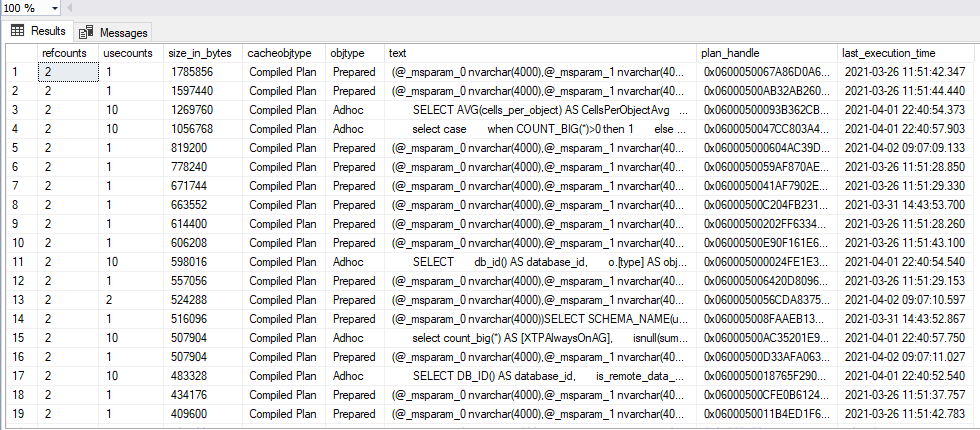 100 %
Results Messages
refcounts usecounts size_in_bytes cacheobjtype objtype text plan_handle last_execution_time
1 2 1 1785856 Compiled Plan Prepared (@_msparam_0 nvarchar(4000),@_msparam_1 nvarchar(40... 0x0600050067A86D0A6... 2021-03-26 11:51:42.347
2 2 1 1597440 Compiled Plan Prepared (@_msparam_0 nvarchar(4000),@_msparam_1 nvarchar(40... 0x06000500AB32AB260... 2021-03-26 11:51:44.440
3 2 10 1269760 Compiled Plan Adhoc SELECT AVG(cells_per_object) AS CellsPerObjectAvg ... 0x06000500093B362CB... 2021-04-01 22:40:54.373
4 2 10 1056768 Compiled Plan Adhoc select case when COUNT_BIG(*)>0 then 1 else ... 0x0600050047CC803A4... 2021-04-01 22:40:57.903
5 2 1 819200 Compiled Plan Prepared (@_msparam_0 nvarchar(4000),@_msparam_1 nvarchar(40... 0x06000500604AC39D... 2021-04-02 09:07:09.133
6 2 1 778240 Compiled Plan Prepared (@_msparam_0 nvarchar(4000),@_msparam_1 nvarchar(40... 0x0600050059AF870AE... 2021-03-26 11:51:28.850
7 2 1 671744 Compiled Plan Prepared (@_msparam_0 nvarchar(4000),@_msparam_1 nvarchar(40... 0x0600050041AF7902E... 2021-03-26 11:51:29.330
8 2 1 663552 Compiled Plan Prepared (@_msparam_0 nvarchar(4000),@_msparam_1 nvarchar(40... 0x06000500C204FB231... 2021-03-31 14:43:53.700
9 2 1 614400 Compiled Plan Prepared (@_msparam_0 nvarchar(4000),@_msparam_1 nvarchar(40... 0x06000500202FF6334... 2021-03-26 11:51:28.260
10 2 1 606208 Compiled Plan Prepared (@_msparam_0 nvarchar(4000),@_msparam_1 nvarchar(40... 0x06000500E90F161E6... 2021-03-26 11:51:43.100
11 2 10 598016 Compiled Plan Adhoc SELECT db_id() AS database_id, o.[type] AS obj... 0x06000500024FE1E3... 2021-04-01 22:40:54.540
12 2 1 557056 Compiled Plan Prepared (@_msparam_0 nvarchar(4000),@_msparam_1 nvarchar(40... 0x060005006420D8096... 2021-03-26 11:51:29.153
13 2 2 524288 Compiled Plan Prepared (@_msparam_0 nvarchar(4000),@_msparam_1 nvarchar(40... 0x0600050056CDA8375... 2021-04-02 09:07:10.597
14 2 1 516096 Compiled Plan Prepared (@_msparam_0 nvarchar(4000))SELECT SCHEMA_NAME(u... 0x060005008FAAEB13... 2021-03-31 14:43:52.867
15 2 10 507904 Compiled Plan Adhoc select count_big(*) AS [XTPAlwaysOnAG], isnull(sum... 0x06000500AC35201E9... 2021-04-01 22:40:57.750
16 2 1 507904 Compiled Plan Prepared (@_msparam_0 nvarchar(4000),@_msparam_1 nvarchar(40... 0x06000500D33AFA063... 2021-04-02 09:07:11.027
17 2 10 483328 Compiled Plan Adhoc SELECT DB_ID() AS database_id, is_remote_data_... 0x0600050018765F290... 2021-04-01 22:40:52.540
18 2 1 434176 Compiled Plan Prepared (@_msparam_0 nvarchar(4000),@_msparam_1 nvarchar(40... 0x06000500CFE0B6124... 2021-03-26 11:51:37.757
19 2 1 409600 Compiled Plan Prepared (@_msparam_0 nvarchar(4000),@_msparam_1 nvarchar(40... 0x0600050011B4ED1F6... 2021-03-26 11:51:42.783